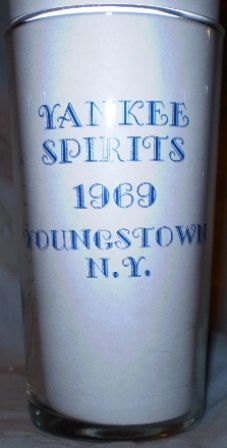 YANKEE
SPIRITS
1969
YOUNGSTOWN
N.Y.